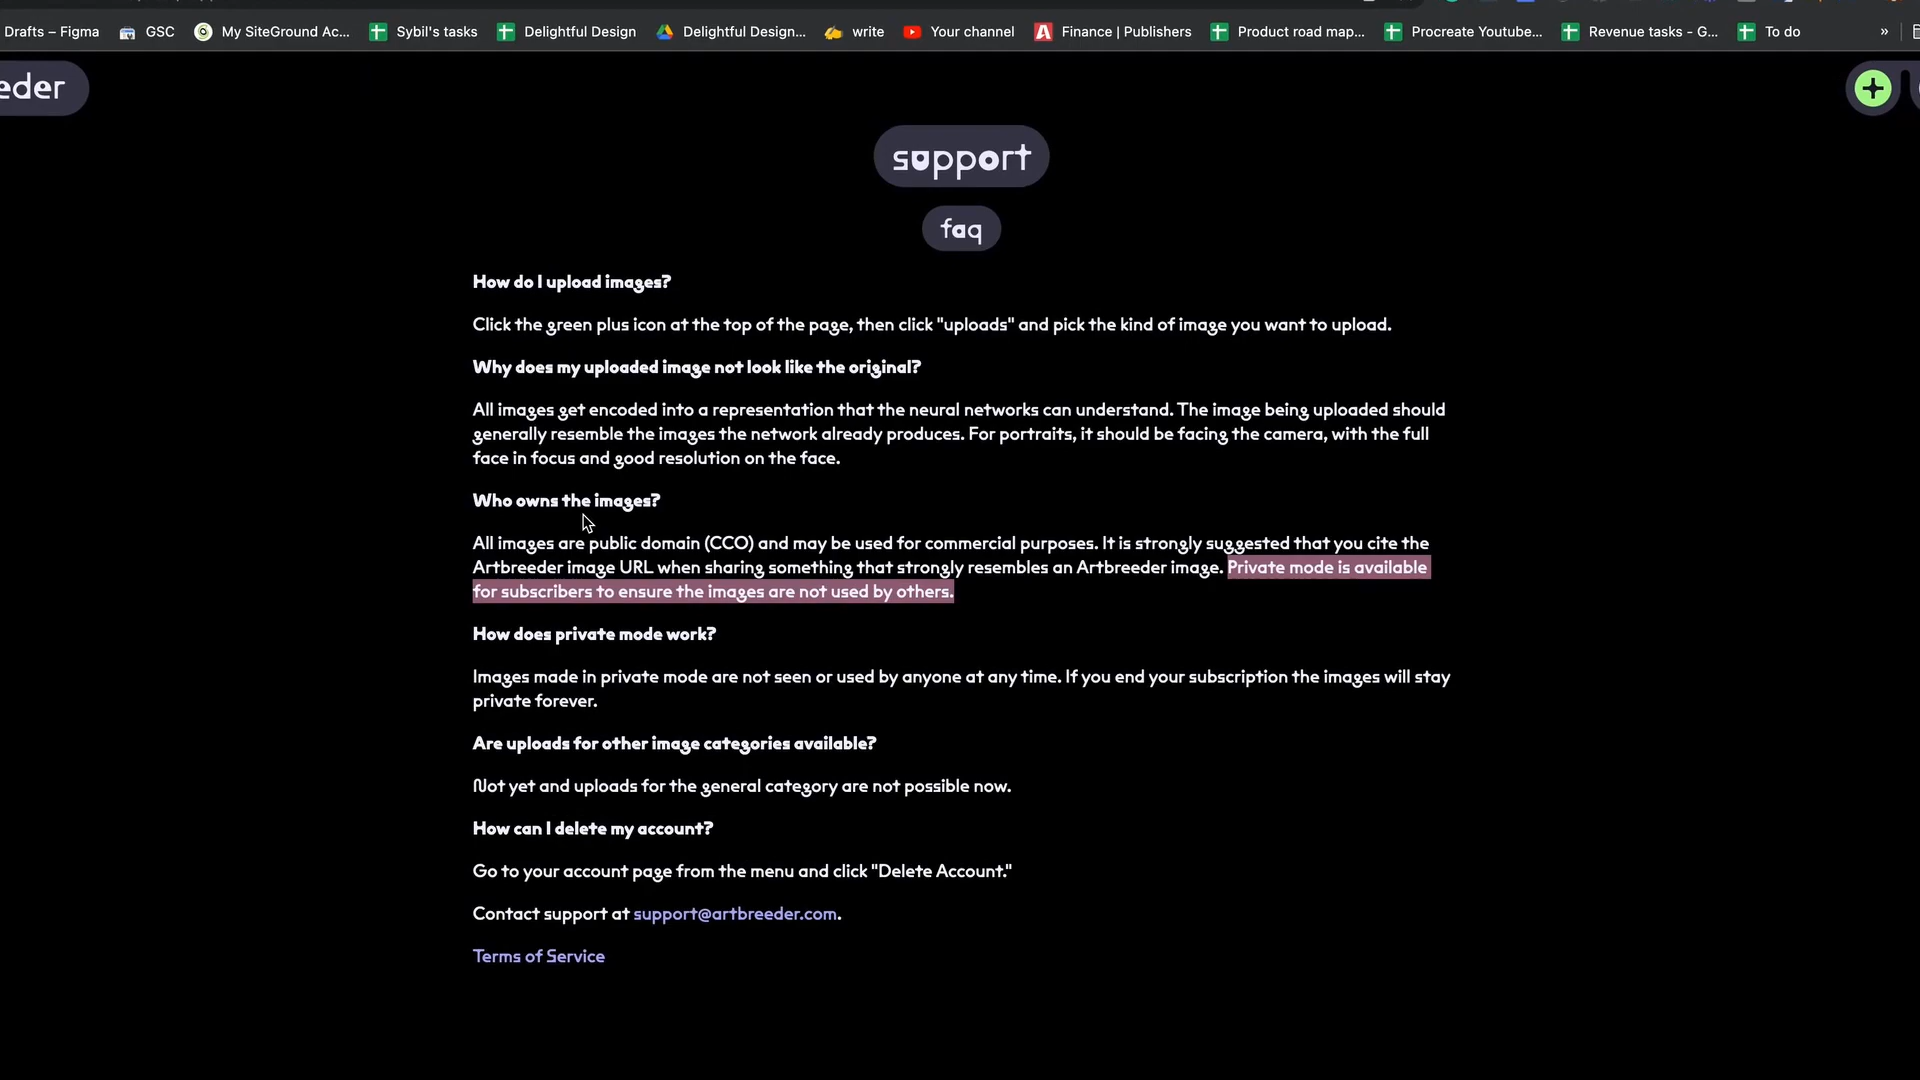 Drafts – Figma GSC My SiteGround Ac... Sybil's tasks Delightful Design Delightful Design... write Your channel Finance | Publishers Product road map... Procreate Youtube... Revenue tasks - G... To do »
eder
support
faq
How do I upload images?
Click the green plus icon at the top of the page, then click "uploads" and pick the kind of image you want to upload.
Why does my uploaded image not look like the original?
All images get encoded into a representation that the neural networks can understand. The image being uploaded should
generally resemble the images the network already produces. For portraits, it should be facing the camera, with the full
face in focus and good resolution on the face.
Who owns the images?
All images are public domain (CCO) and may be used for commercial purposes. It is strongly suggested that you cite the
Artbreeder image URL when sharing something that strongly resembles an Artbreeder image. Private mode is available
for subscribers to ensure the images are not used by others.
How does private mode work?
Images made in private mode are not seen or used by anyone at any time. If you end your subscription the images will stay
private forever.
Are uploads for other image categories available?
Not yet and uploads for the general category are not possible now.
How can I delete my account?
Go to your account page from the menu and click "Delete Account."
Contact support at support@artbreeder.com.
Terms of Service